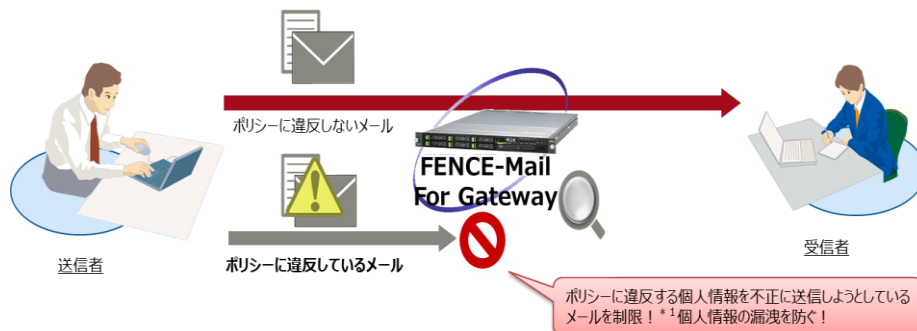 ポリシーに違反しないメール
FENCE-Mail
For Gateway
送信者
ポリシーに違反しているメール
受信者
ポリシーに違反する個人情報を不正に送信しようとしている
メールを制限！*1個人情報の漏洩を防ぐ！